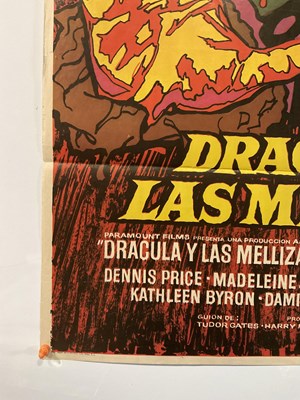 DRAC
LAS M
PARAMOUNT FILMS PRESENTA UNA PRODUCCION A
"DRACULA Y LAS MELLIZA
DENNIS PRICE • MADELEINE
KATHLEEN BYRON • DAMI
GUION DE: PRO
TUDOR GATES • HARRY